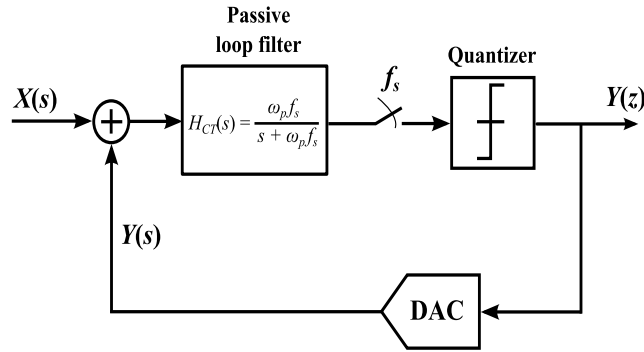 Passive
loop filter
Quantizer
X(s)
+
H_CT(s) = ω_p f_s / (s + ω_p f_s)
f_s
Y(z)
Y(s)
DAC